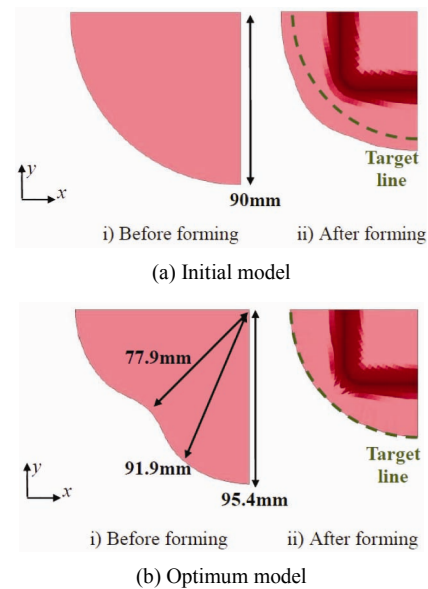 Target
line
y
x
90mm
i) Before forming
ii) After forming
(a) Initial model
77.9mm
y
Target
line
91.9mm
x
95.4mm
i) Before forming
ii) After forming
(b) Optimum model